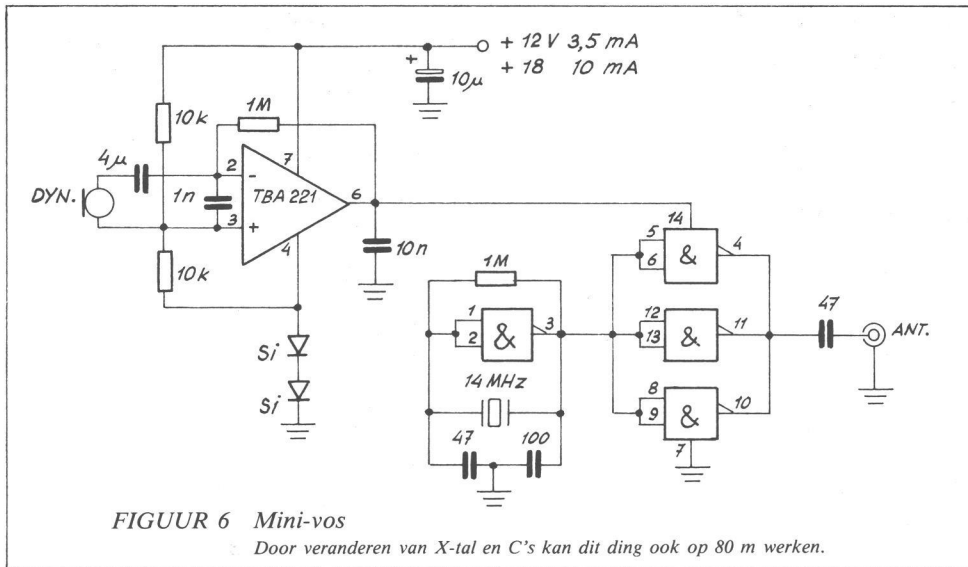 + 12V 3,5 mA
+ 18 10 mA
+
10μ
1M
10k
4μ
2
-
7
DYN.
1n
TBA 221
6
3
+
4
10k
10n
Si
Si
14
5
6
&
4
1M
1
2
&
3
12
13
&
11
47
ANT.
14 MHz
8
9
&
10
7
47
100
FIGUUR 6 Mini-vos
Door veranderen van X-tal en C's kan dit ding ook op 80 m werken.